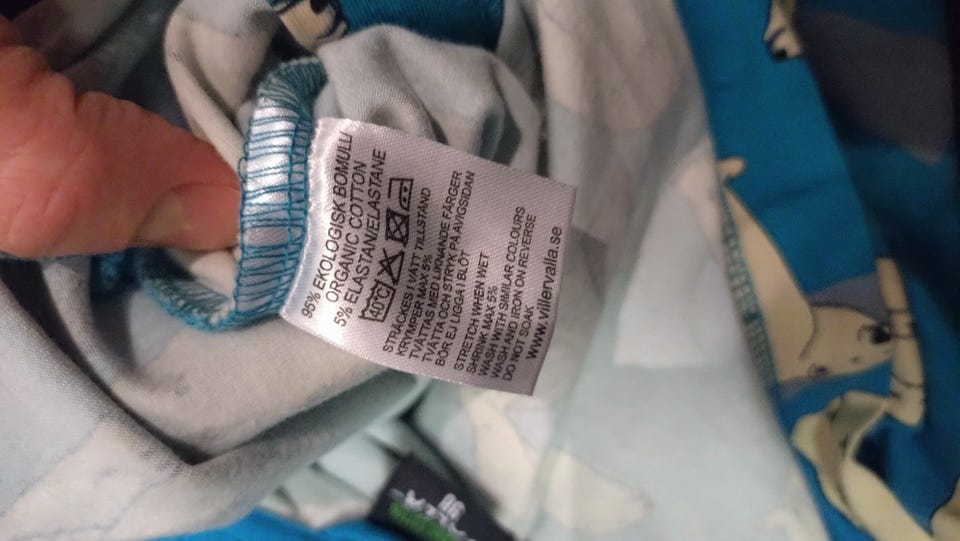 95% EKOLOGISK BOMULL/
ORGANIC COTTON
5% ELASTAN/ELASTANE
40°C
STRÄCKES I VÅTT TILLSTÅND
KRYMPER MAX 5%
TVÄTTAS MED LIKNANDE FÄRGER
TVÄTTA OCH STRYK PÅ AVIGSIDAN
BÖR EJ LIGGA I BLÖT
STRETCH WHEN WET
SHRINK MAX 5%
WASH WITH SIMILAR COLOURS
WASH AND IRON ON REVERSE
DO NOT SOAK
www.villervalla.se